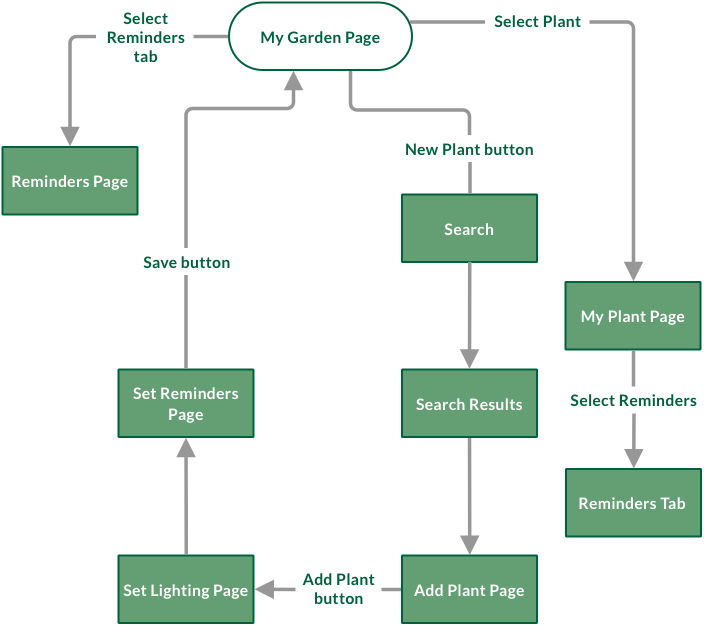 Select
Reminders
tab
My Garden Page
Select Plant
New Plant button
Reminders Page
Search
Save button
My Plant Page
Set Reminders
Page
Search Results
Select Reminders
Reminders Tab
Set Lighting Page
Add Plant
button
Add Plant Page